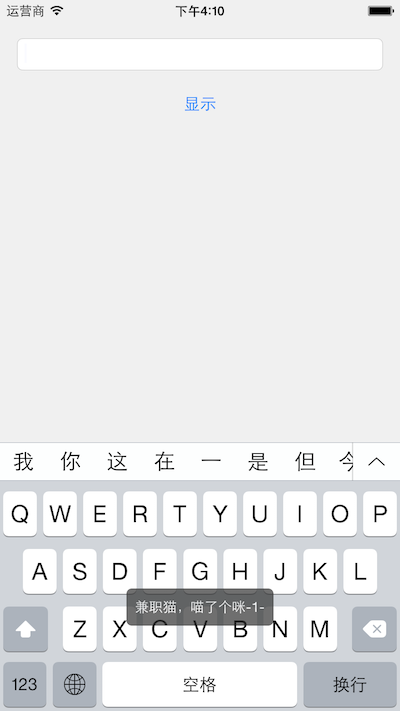 运营商 下午4:10
显示
我 你 这 在 一 是 但 今
Q W E R T Y U I O P
A S D F G H J K L
兼职猫，喵了个咪-1-
Z X C V B N M
123 空格 换行